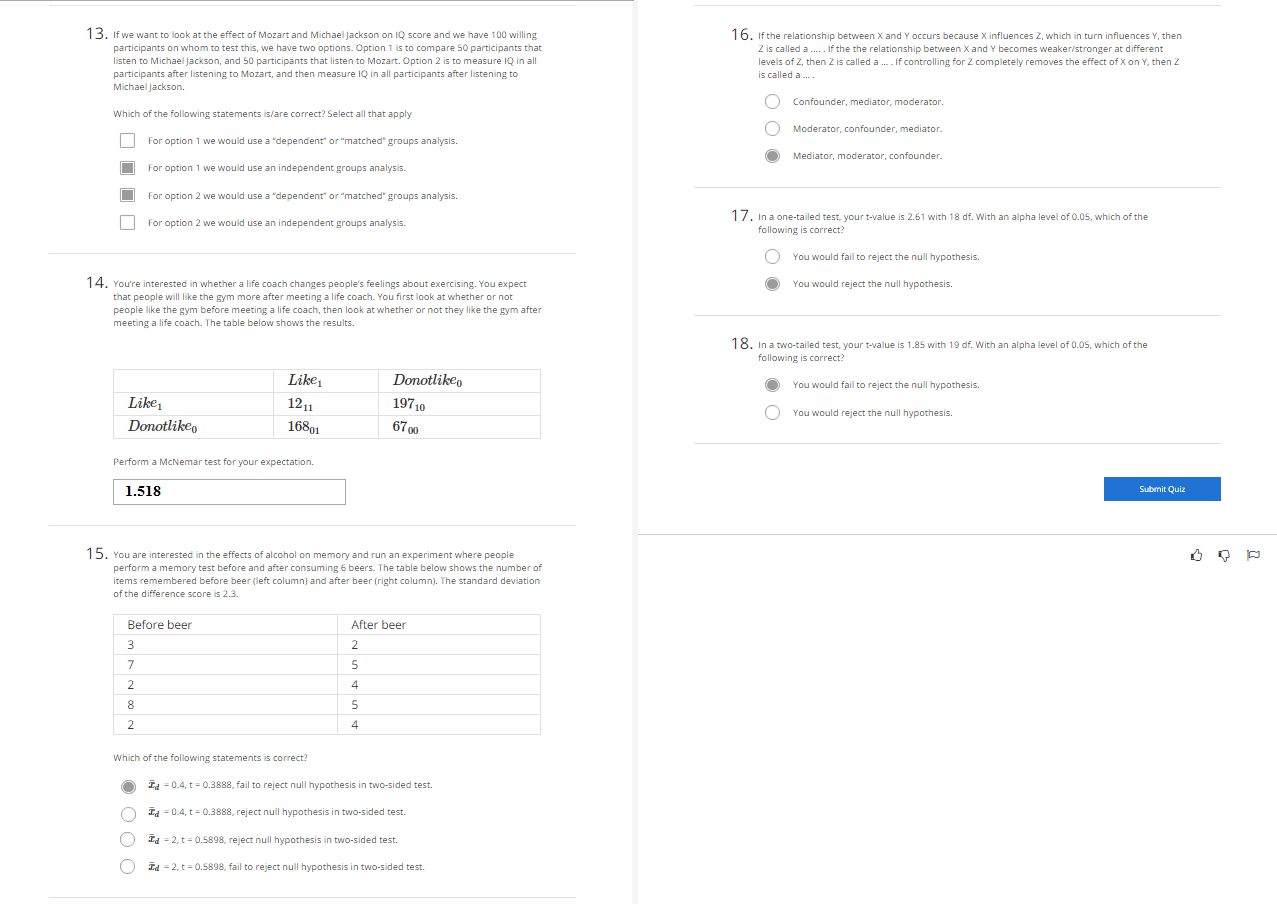 13. If we want to look at the effect of Mozart and Michael Jackson on IQ score and we have 100 willing
participants on whom to test this, we have two options. Option 1 is to compare 50 participants that
listen to Michael Jackson, and 50 participants that listen to Mozart. Option 2 is to measure IQ in all
participants after listening to Mozart, and then measure IQ in all participants after listening to
Michael Jackson.
Which of the following statements is/are correct? Select all that apply
For option 1 we would use a "dependent" or "matched" groups analysis.
For option 1 we would use an independent groups analysis.
For option 2 we would use a "dependent" or "matched" groups analysis.
For option 2 we would use an independent groups analysis.
14. You're interested in whether a life coach changes people's feelings about exercising. You expect
that people will like the gym more after meeting a life coach. You first look at whether or not
people like the gym before meeting a life coach, then look at whether or not they like the gym after
meeting a life coach. The table below shows the results.
Like₁ Donotlike₀
Like₁ 12₁₁ 197₁₀
Donotlike₀ 168₀₁ 67₀₀
Perform a McNemar test for your expectation.
1.518
15. You are interested in the effects of alcohol on memory and run an experiment where people
perform a memory test before and after consuming 6 beers. The table below shows the number of
items remembered before beer (left column) and after beer (right column). The standard deviation
of the difference score is 2.3.
Before beer After beer
3 2
7 5
2 4
8 5
2 4
Which of the following statements is correct?
x̄d = 0.4, t = 0.3888, fail to reject null hypothesis in two-sided test.
x̄d = 0.4, t = 0.3888, reject null hypothesis in two-sided test.
x̄d = 2, t = 0.5898, reject null hypothesis in two-sided test.
x̄d = 2, t = 0.5898, fail to reject null hypothesis in two-sided test.
16. If the relationship between X and Y occurs because X influences Z, which in turn influences Y, then
Z is called a .... . If the the relationship between X and Y becomes weaker/stronger at different
levels of Z, then Z is called a ... . If controlling for Z completely removes the effect of X on Y, then Z
is called a ... .
Confounder, mediator, moderator.
Moderator, confounder, mediator.
Mediator, moderator, confounder.
17. In a one-tailed test, your t-value is 2.61 with 18 df. With an alpha level of 0.05, which of the
following is correct?
You would fail to reject the null hypothesis.
You would reject the null hypothesis.
18. In a two-tailed test, your t-value is 1.85 with 19 df. With an alpha level of 0.05, which of the
following is correct?
You would fail to reject the null hypothesis.
You would reject the null hypothesis.
Submit Quiz